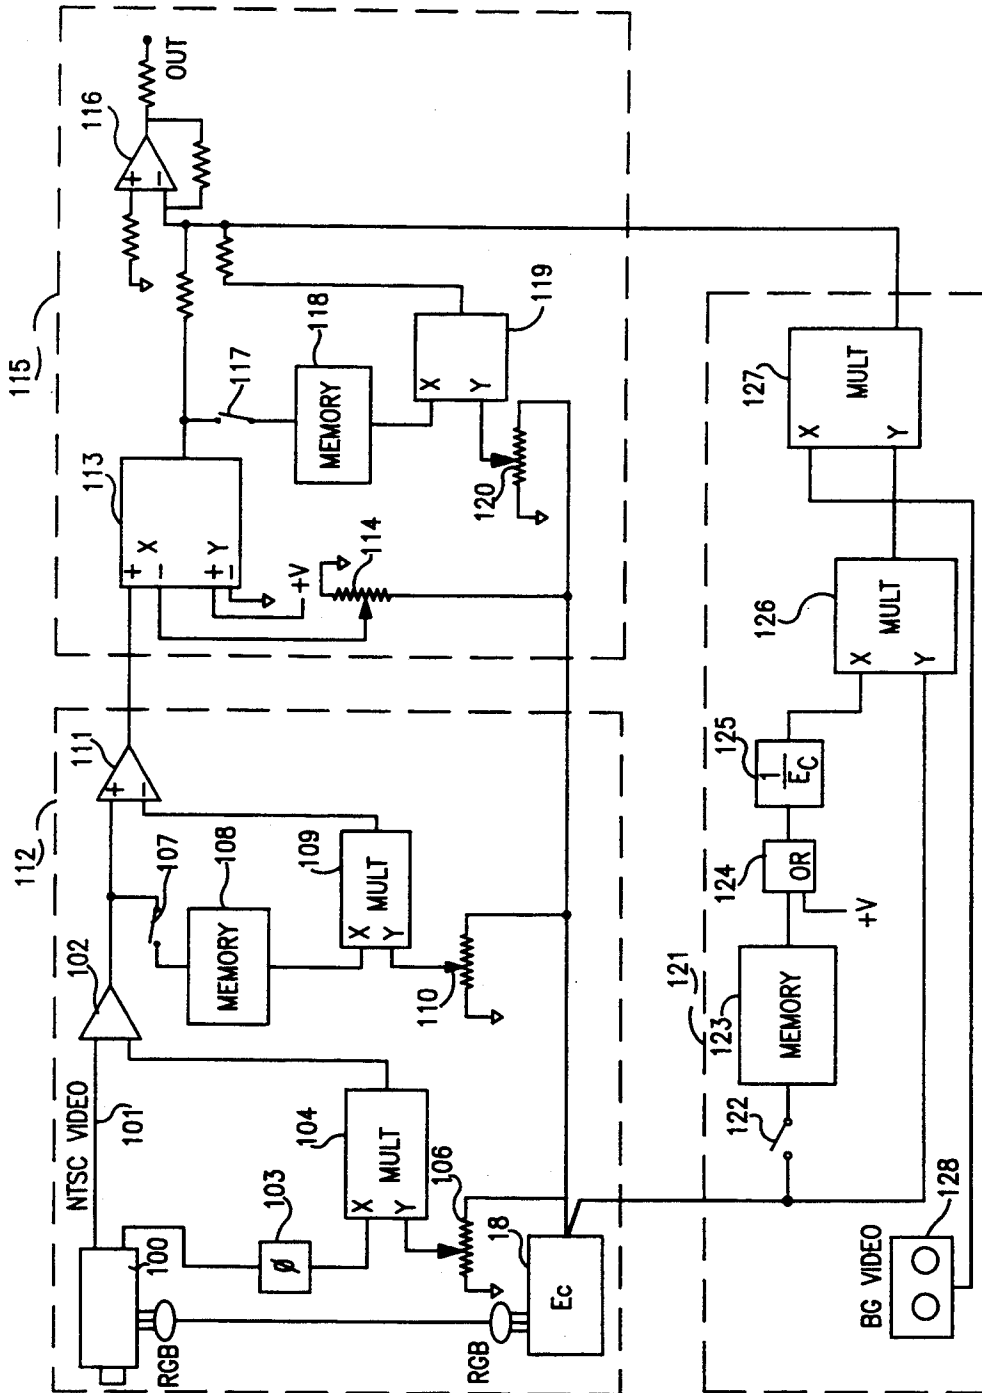 112
NTSC VIDEO
101
102
111
100
RGB
103
ϕ
104
X
Y
MULT
106
107
108
MEMORY
109
X
Y
MULT
110
+
−
RGB
18
Ec
115
113
+
X
−
+
Y
−
+V
114
116
+
−
OUT
117
118
MEMORY
119
X
Y
120
121
122
123
MEMORY
124
OR
+V
125
1
EC
126
X
Y
MULT
127
X
Y
MULT
BG VIDEO
128